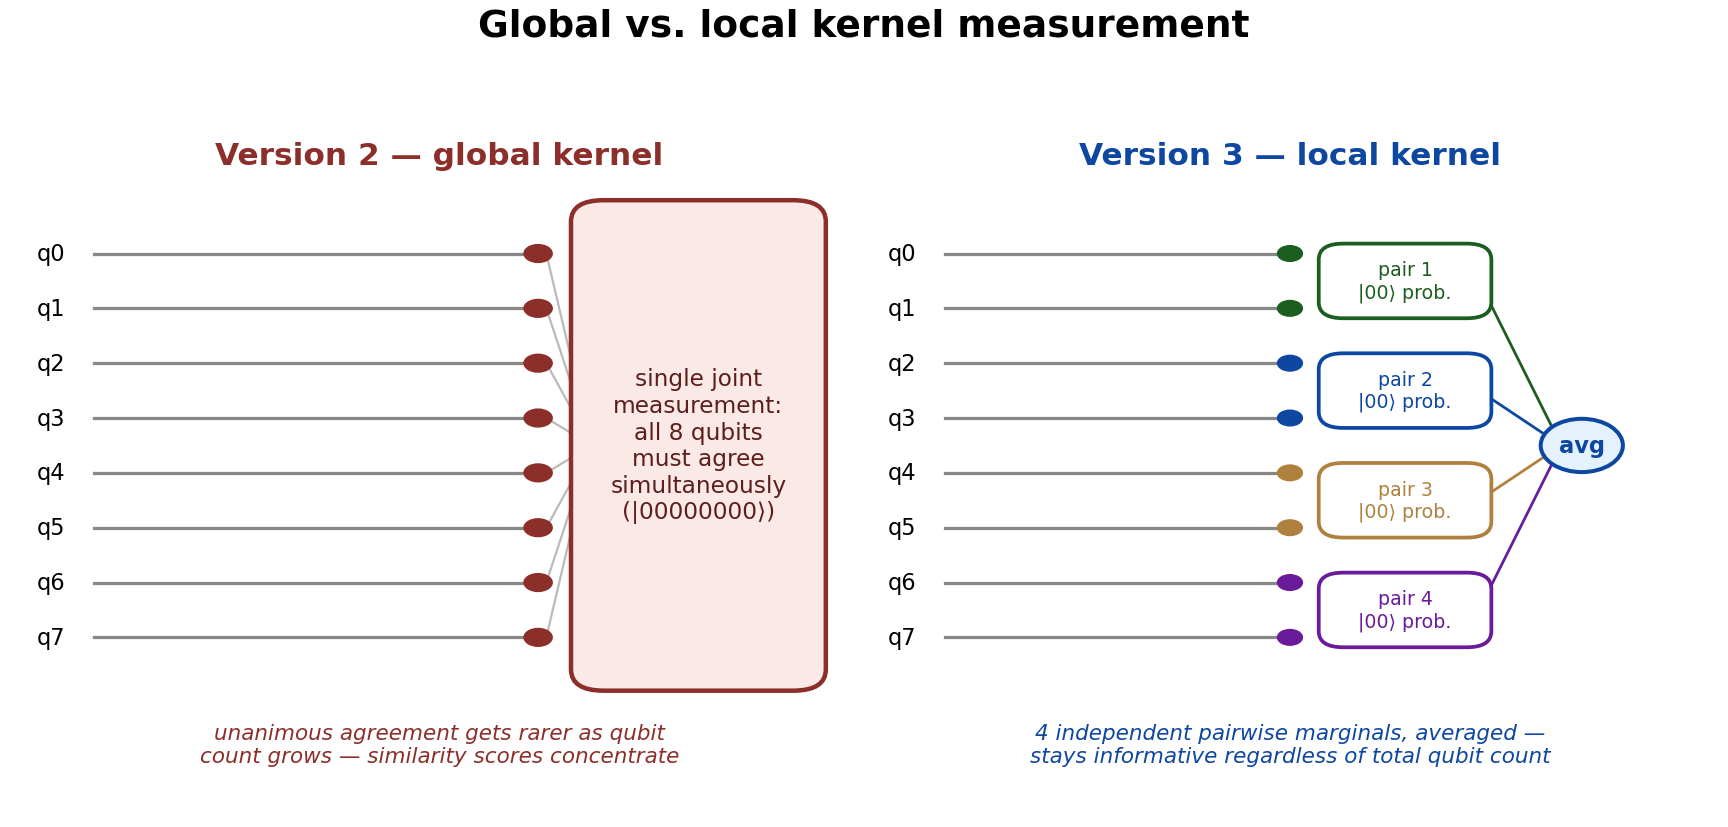 Global vs. local kernel measurement
Version 2 — global kernel
q0
q1
q2
q3
q4
q5
q6
q7
single joint
measurement:
all 8 qubits
must agree
simultaneously
(|00000000⟩)
unanimous agreement gets rarer as qubit
count grows — similarity scores concentrate
Version 3 — local kernel
q0
q1
q2
q3
q4
q5
q6
q7
pair 1
|00⟩ prob.
pair 2
|00⟩ prob.
pair 3
|00⟩ prob.
pair 4
|00⟩ prob.
avg
4 independent pairwise marginals, averaged —
stays informative regardless of total qubit count